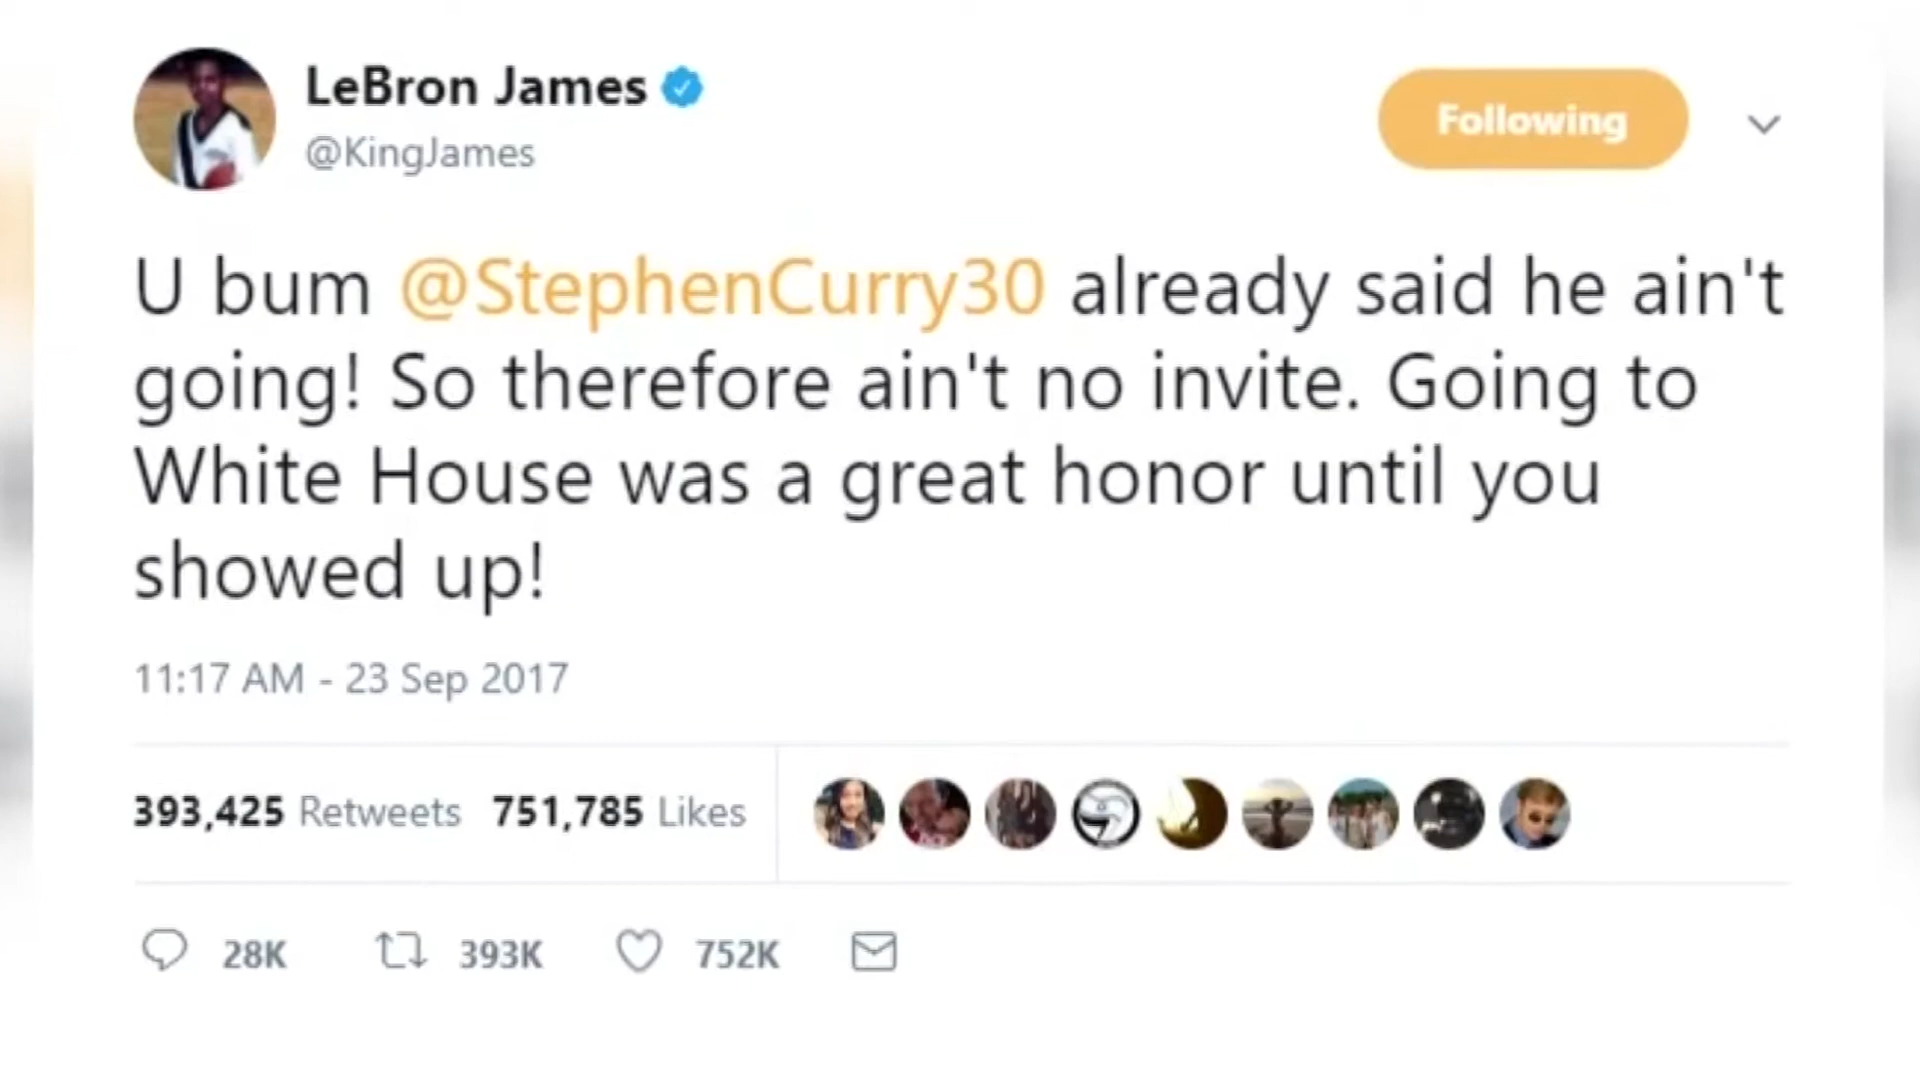 LeBron James
@KingJames
Following
U bum @StephenCurry30 already said he ain't
going! So therefore ain't no invite. Going to
White House was a great honor until you
showed up!
11:17 AM - 23 Sep 2017
393,425 Retweets 751,785 Likes
28K 393K 752K